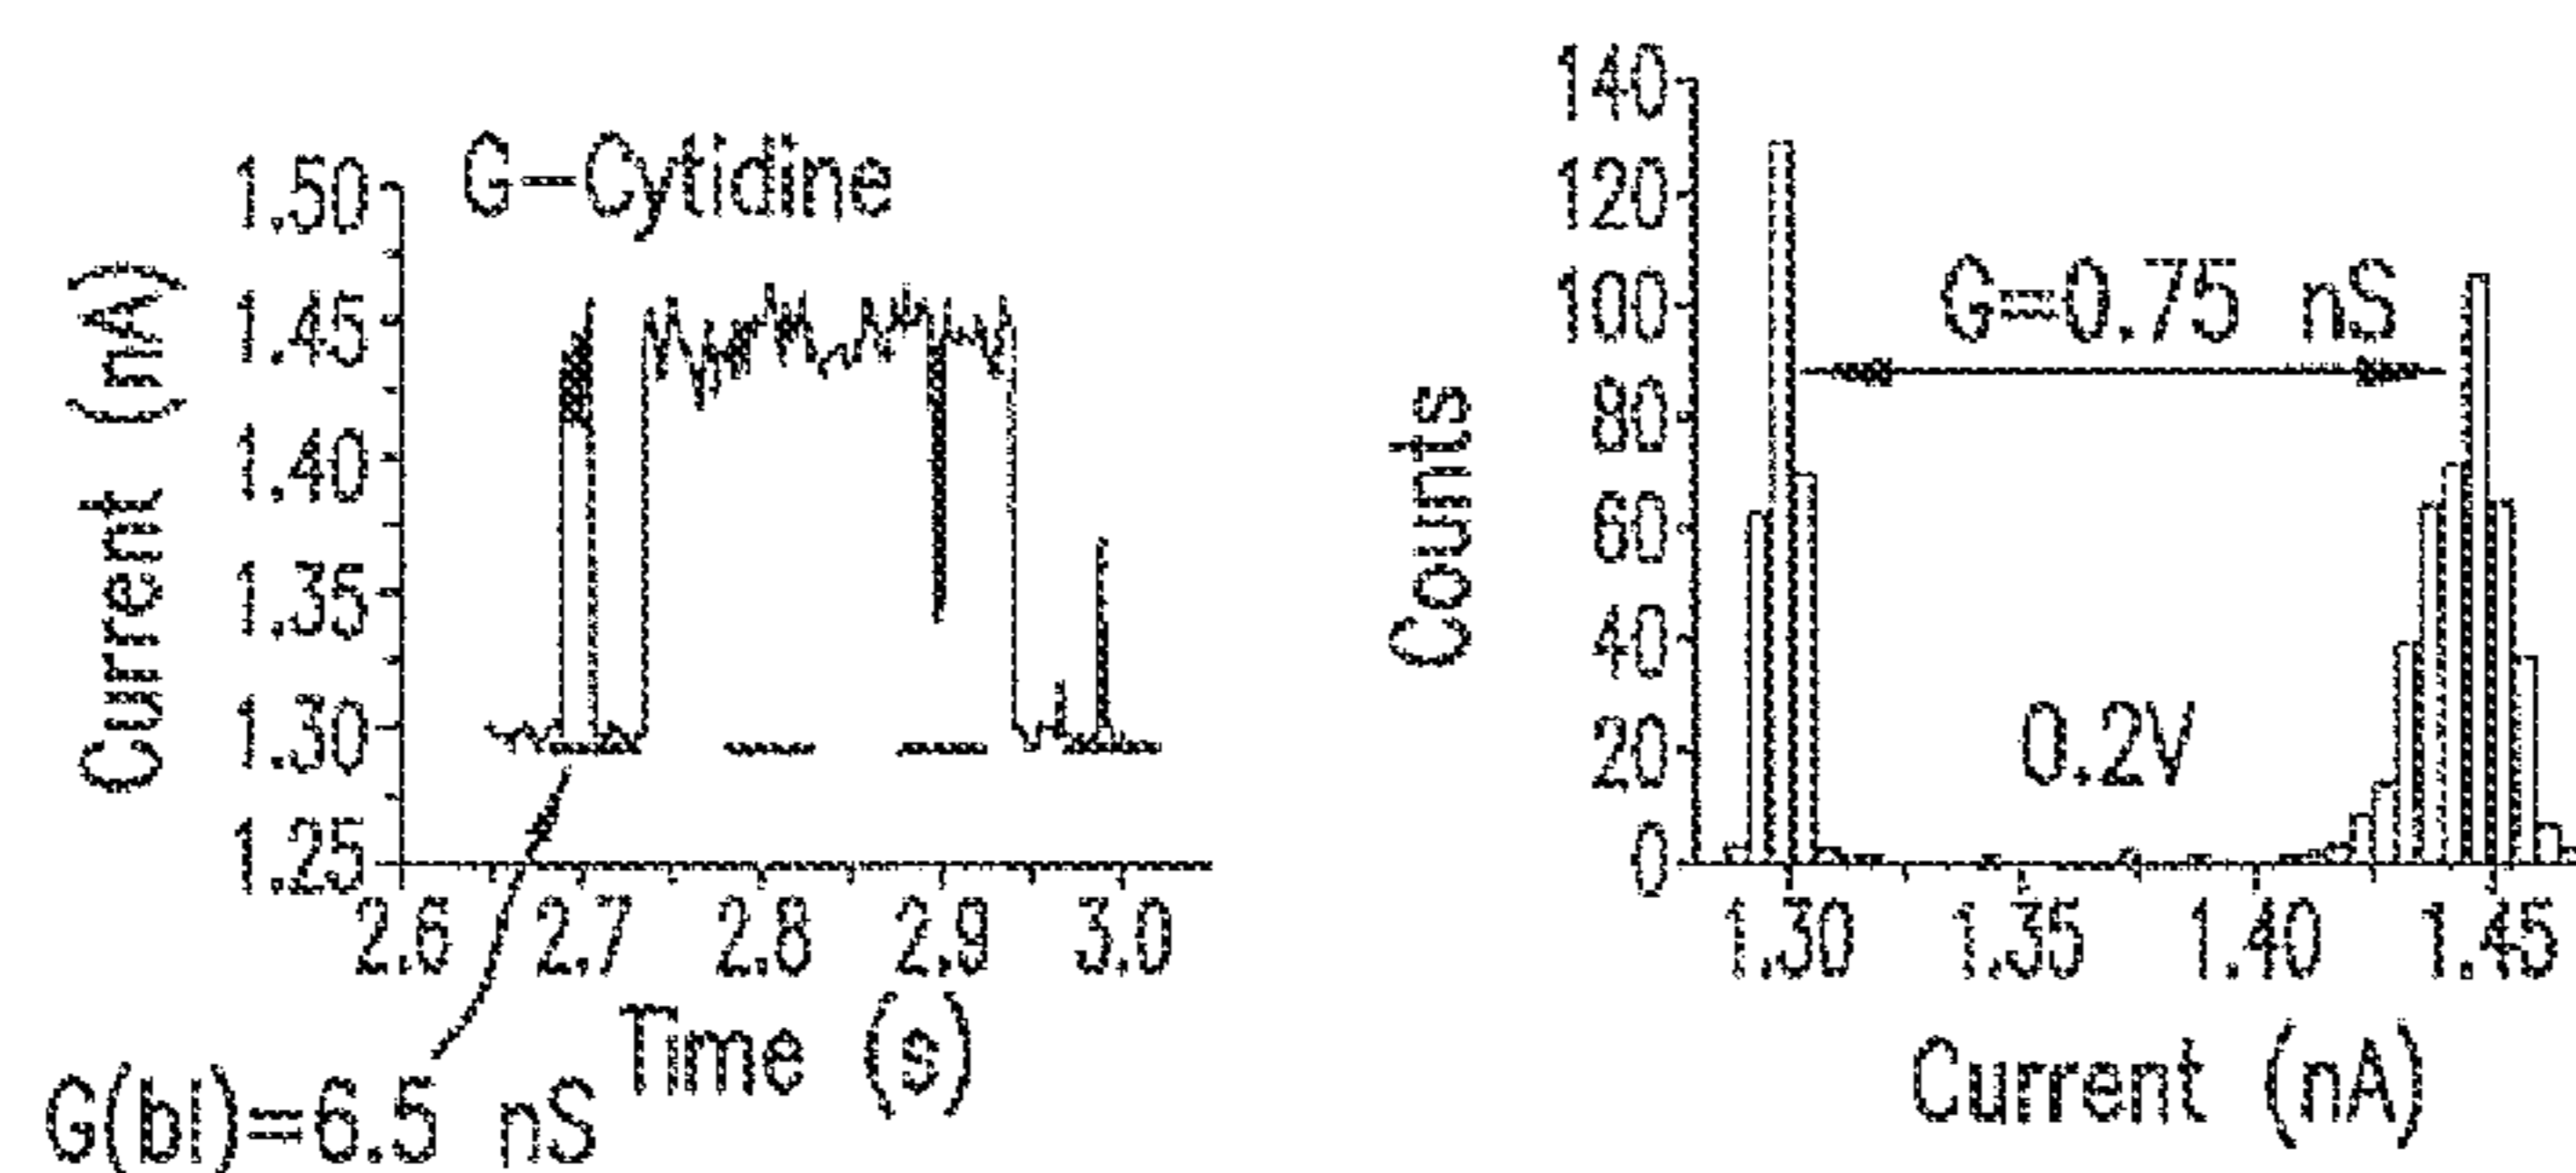 G-Cytidine
Current (nA)
1.50
1.45
1.40
1.35
1.30
1.25
2.6 2.7 2.8 2.9 3.0
Time (s)
G(bl)=6.5 nS
Counts
140
120
100
80
60
40
20
0
G=0.75 nS
0.2V
1.30 1.35 1.40 1.45
Current (nA)